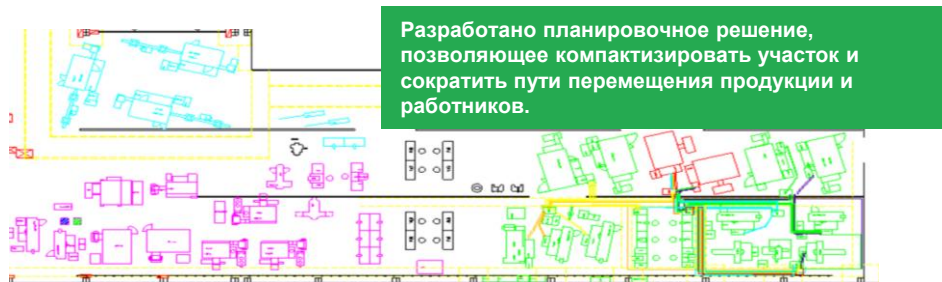 Разработано планировочное решение,
позволяющее компактизировать участок и
сократить пути перемещения продукции и
работников.